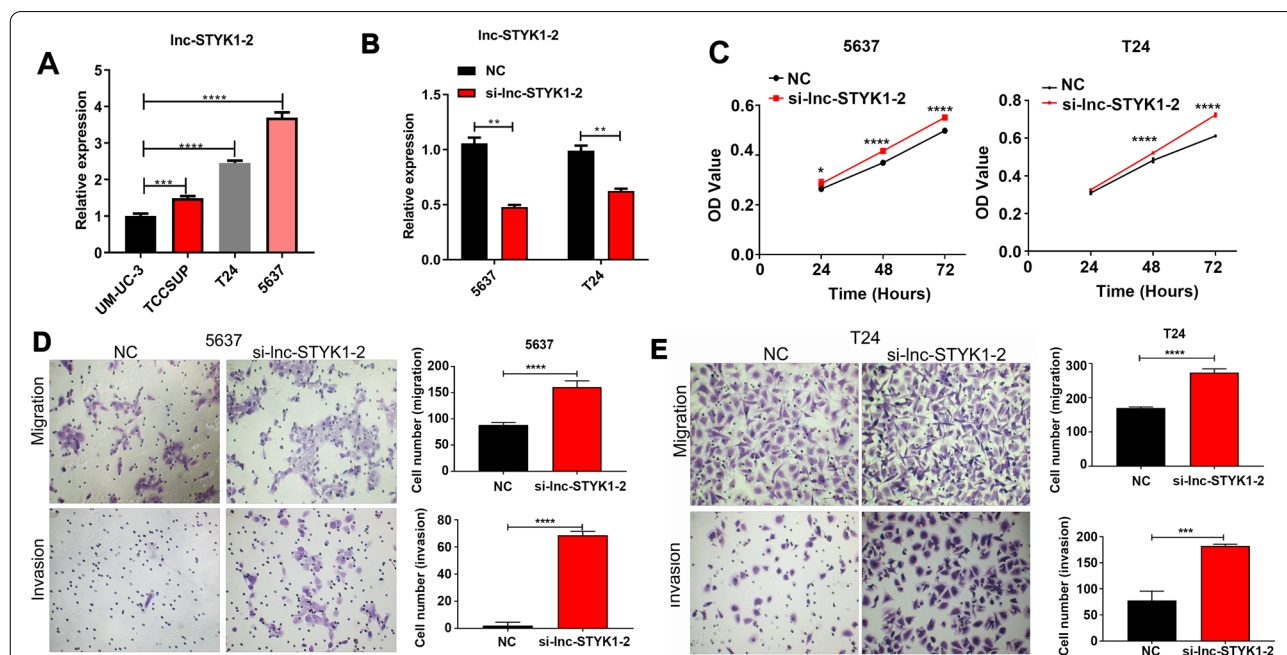 A
lnc-STYK1-2
Relative expression
5
4
3
2
1
0
****
****
***
UM-UC-3
TCCSUP
T24
5637
B
lnc-STYK1-2
NC
si-lnc-STYK1-2
Relative expression
1.5
1.0
0.5
0.0
**
**
5637
T24
C
5637
NC
si-lnc-STYK1-2
OD Value
0.6
0.4
0.2
0.0
*
****
****
0
24
48
72
Time (Hours)
T24
NC
si-lnc-STYK1-2
OD Value
0.8
0.6
0.4
0.2
0.0
****
****
0
24
48
72
Time (Hours)
D
5637
NC
si-lnc-STYK1-2
Migration
Invasion
5637
Cell number (migration)
200
150
100
50
0
****
NC
si-lnc-STYK1-2
Cell number (invasion)
80
60
40
20
0
****
NC
si-lnc-STYK1-2
E
T24
NC
si-lnc-STYK1-2
Migration
invasion
T24
Cell number (migration)
300
200
100
0
****
NC
si-lnc-STYK1-2
Cell number (invasion)
200
150
100
50
0
***
NC
si-lnc-STYK1-2